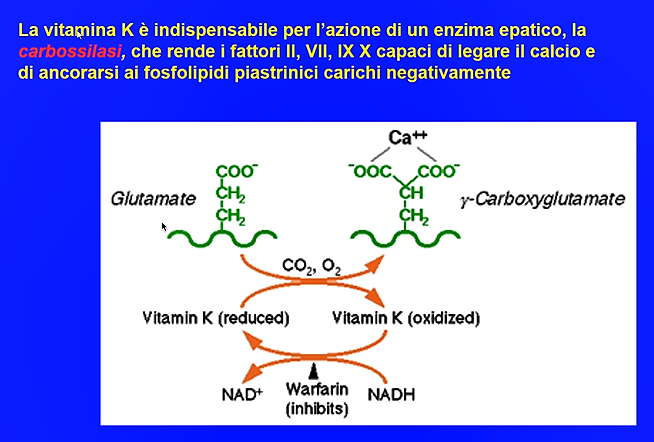 La vitamina K è indispensabile per l'azione di un enzima epatico, la
carbossilasi, che rende i fattori II, VII, IX X capaci di legare il calcio e
di ancorarsi ai fosfolipidi piastrinici carichi negativamente
Ca++
COO⁻
⁻OOC COO⁻
Glutamate
CH₂
CH
γ-Carboxyglutamate
CH₂
CH₂
CO₂, O₂
Vitamin K (reduced)
Vitamin K (oxidized)
NAD⁺
Warfarin
(inhibits)
NADH